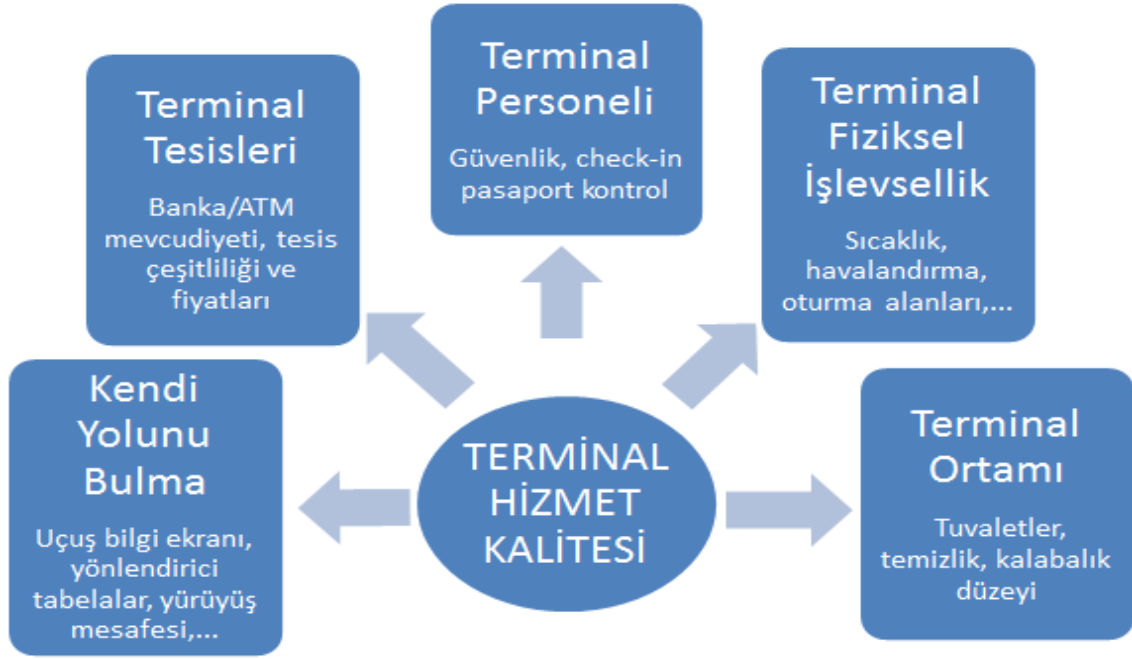 Terminal
Personeli
Güvenlik, check-in
pasaport kontrol
Terminal
Tesisleri
Banka/ATM
mevcudiyeti, tesis
çeşitliliği ve
fiyatları
Terminal
Fiziksel
İşlevsellik
Sıcaklık,
havalandırma,
oturma alanları,...
Kendi
Yolunu
Bulma
Uçuş bilgi ekranı,
yönlendirici
tabelalar, yürüyüş
mesafesi,...
TERMİNAL
HİZMET
KALİTESİ
Terminal
Ortamı
Tuvaletler,
temizlik, kalabalık
düzeyi